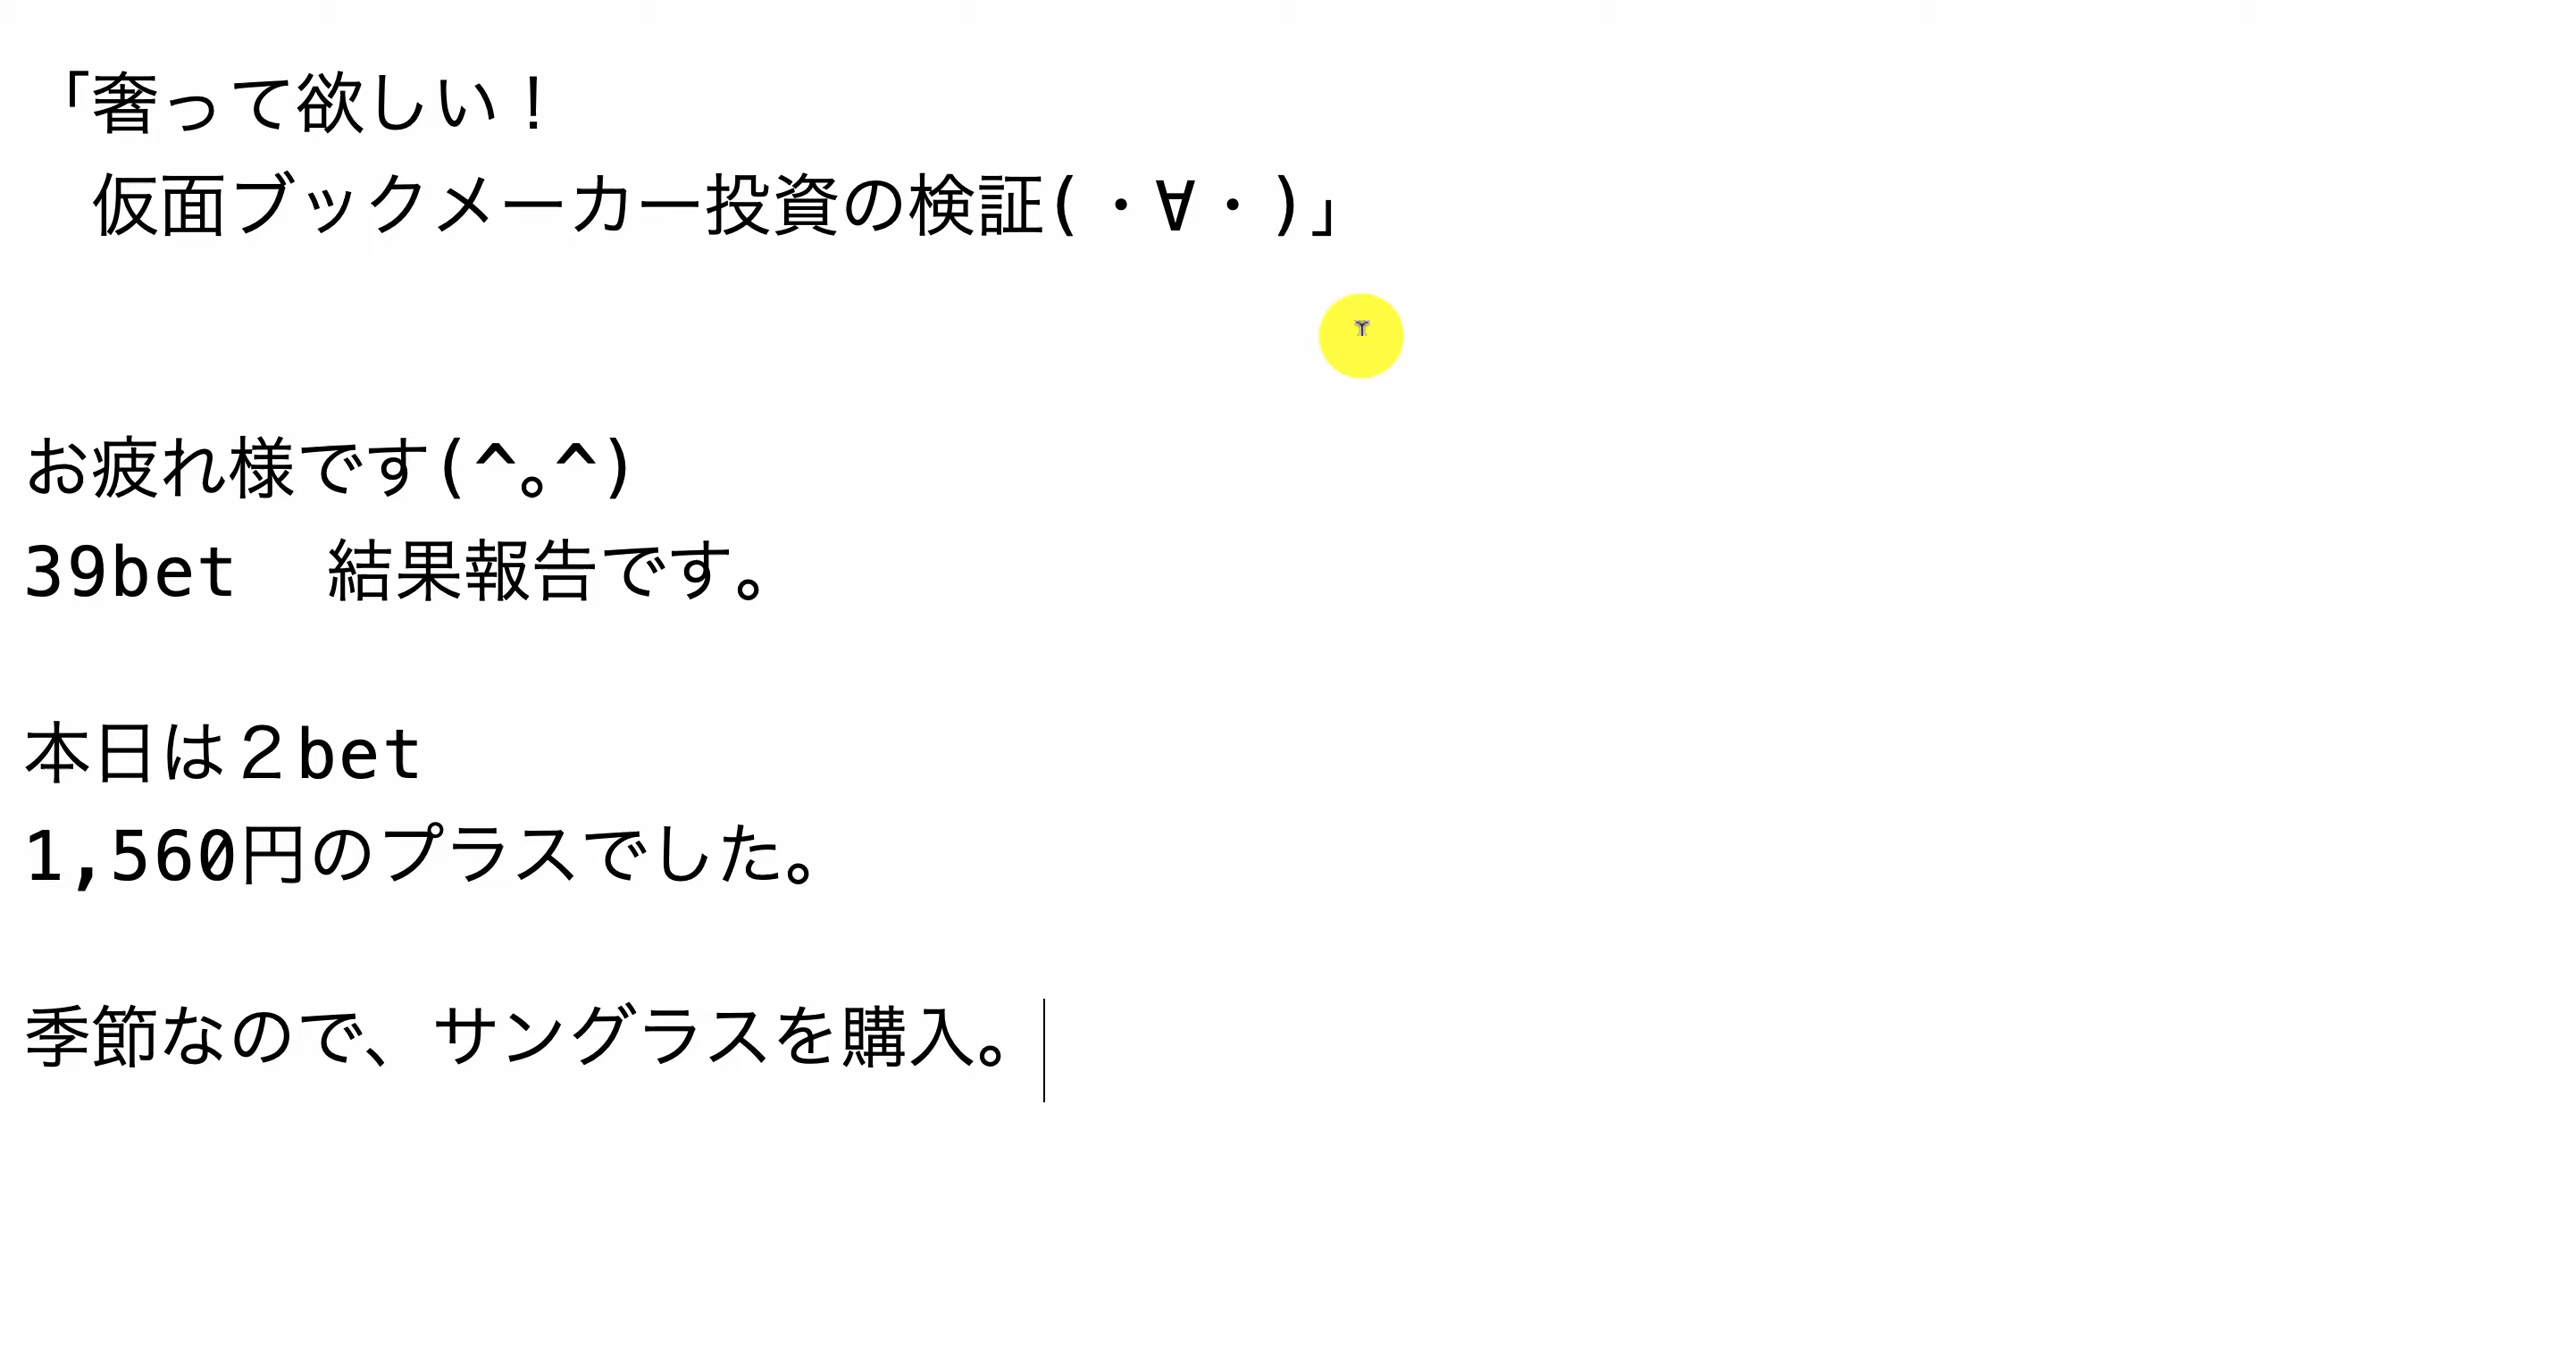 「奢って欲しい！
仮面ブックメーカー投資の検証(・∀・)」
お疲れ様です(^｡^)
39bet　結果報告です。
本日は２bet
1,560円のプラスでした。
季節なので、サングラスを購入。